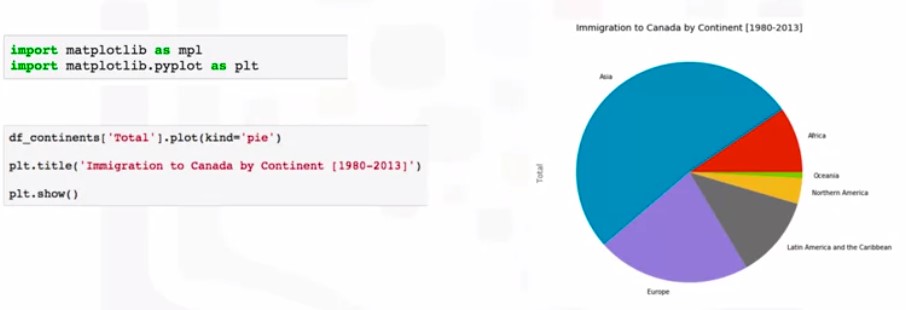 import matplotlib as mpl
import matplotlib.pyplot as plt
df_continents['Total'].plot(kind='pie')
plt.title('Immigration to Canada by Continent [1980-2013]')
plt.show()
Immigration to Canada by Continent [1980-2013]
Asia
Africa
Total
Oceania
Northern America
Latin America and the Caribbean
Europe